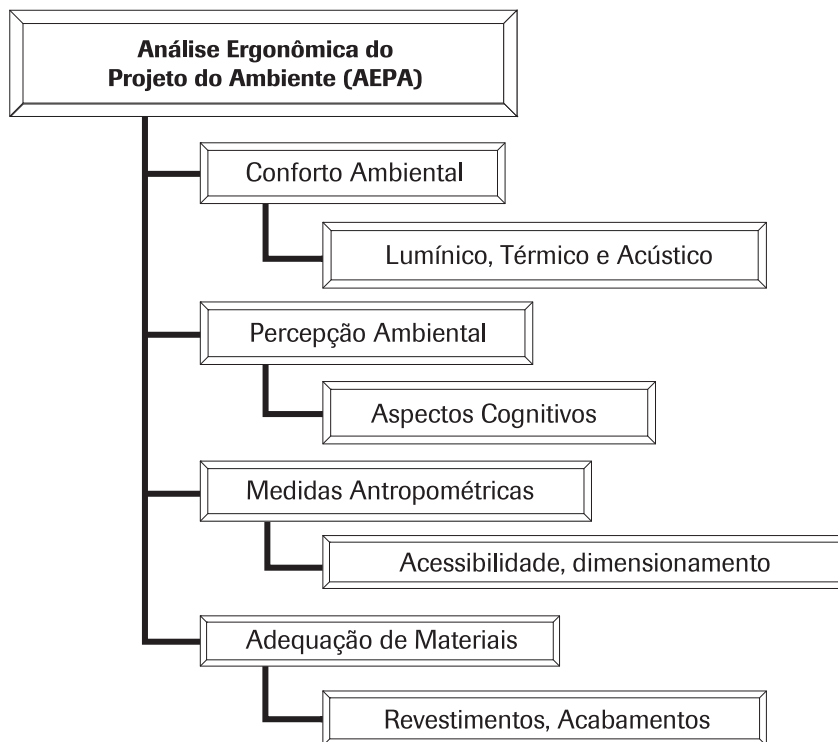 Análise Ergonômica do
Projeto do Ambiente (AEPA)
Conforto Ambiental
Lumínico, Térmico e Acústico
Percepção Ambiental
Aspectos Cognitivos
Medidas Antropométricas
Acessibilidade, dimensionamento
Adequação de Materiais
Revestimentos, Acabamentos